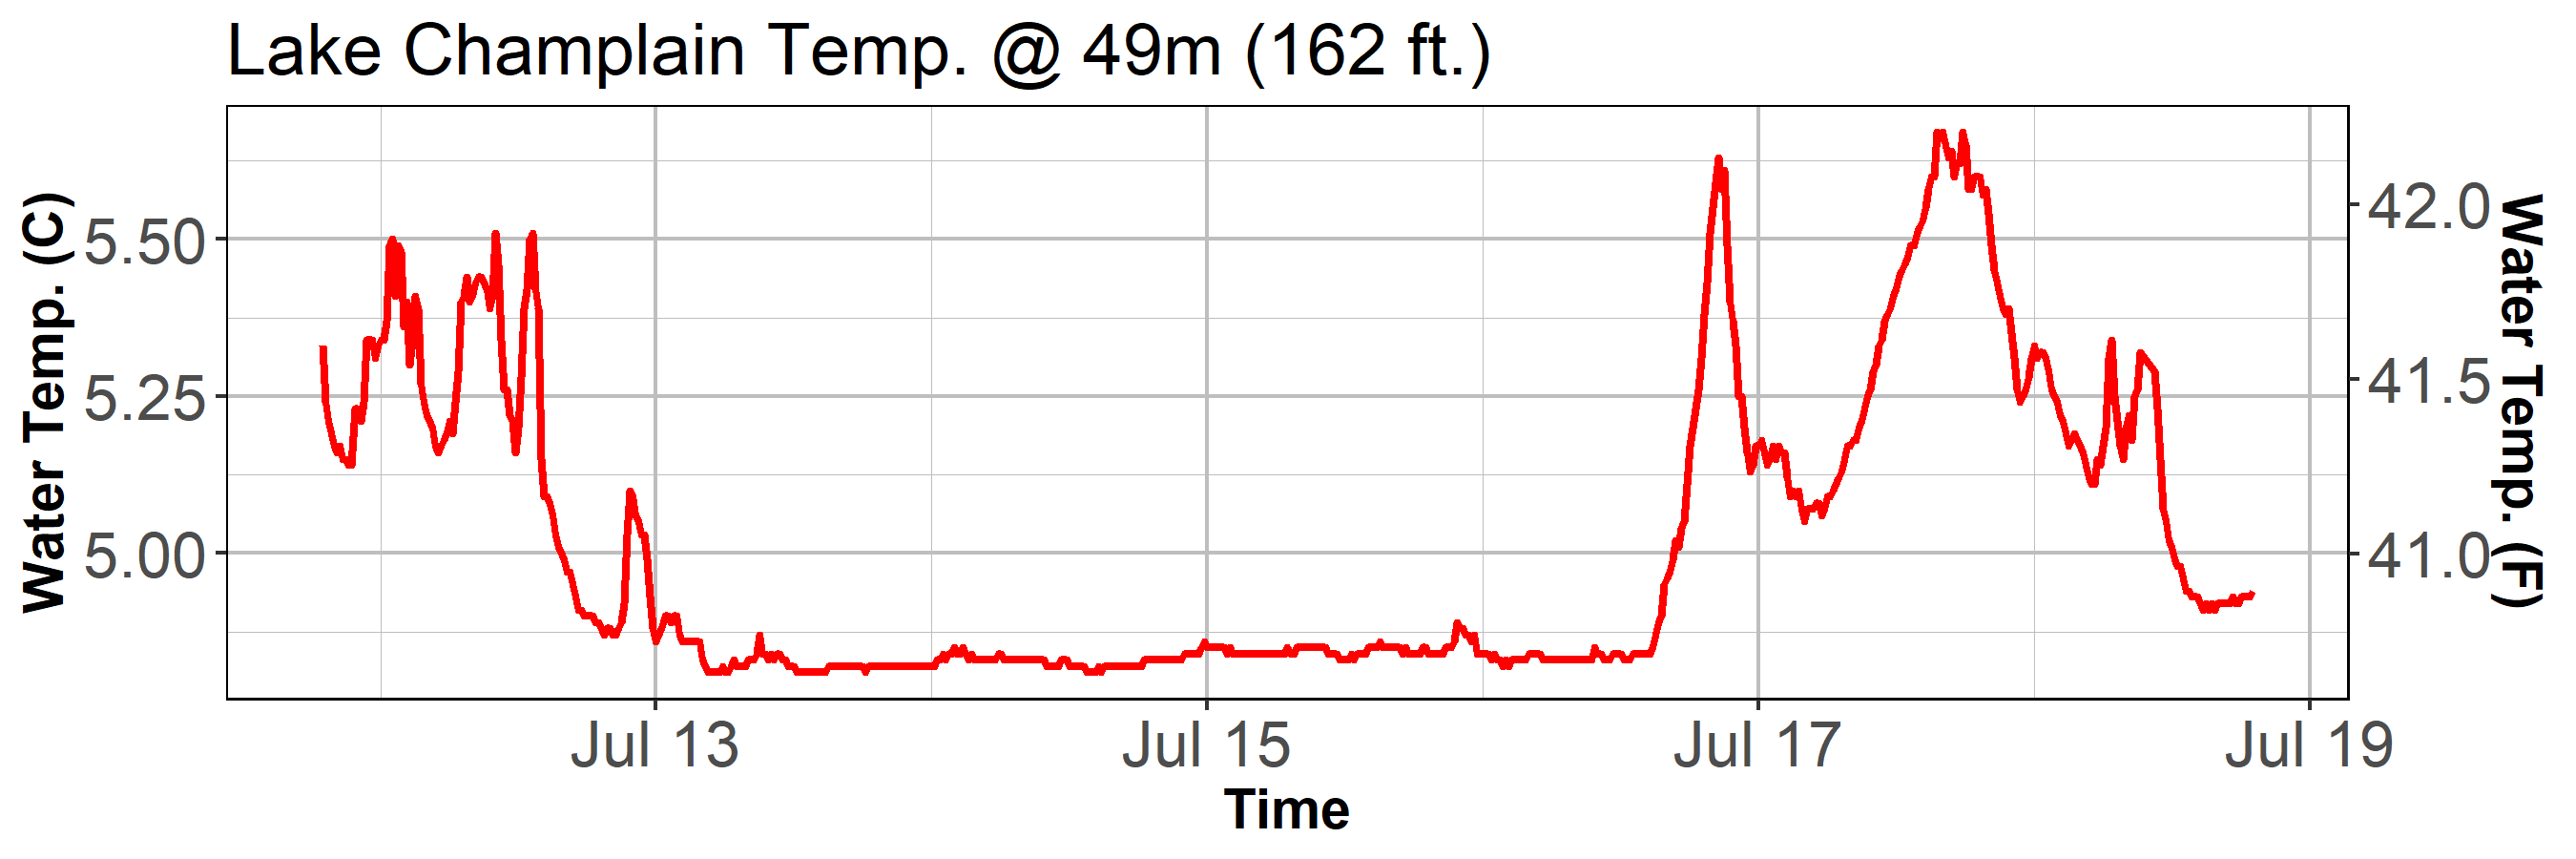 Lake Champlain Temp. @ 49m (162 ft.)
Water Temp. (C)
5.50
5.25
5.00
42.0
41.5
41.0
Water Temp. (F)
Jul 13 Jul 15 Jul 17 Jul 19
Time